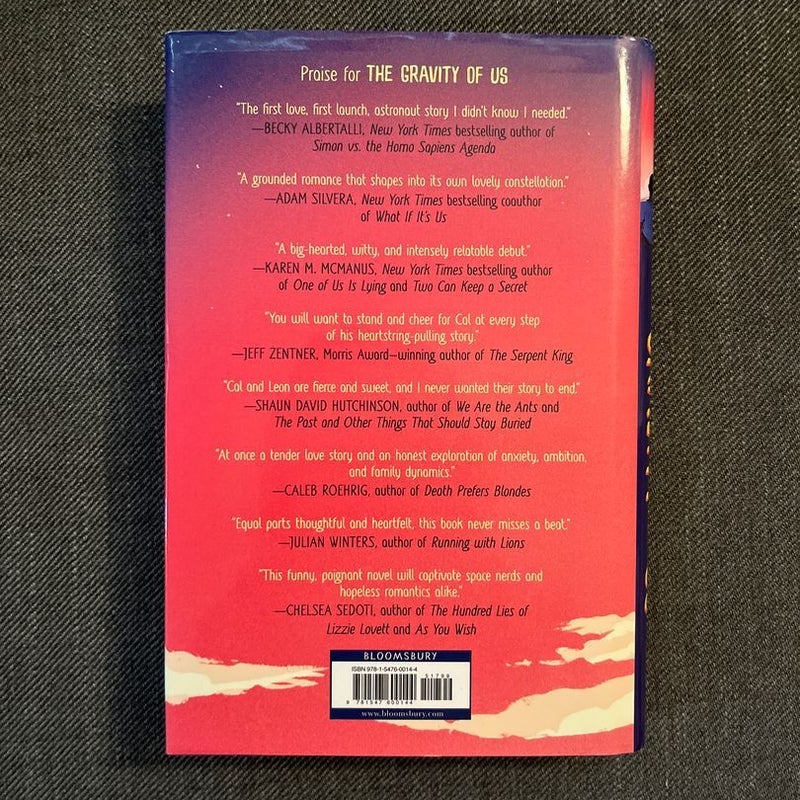 Praise for THE GRAVITY OF US
"The first love, first launch, astronaut story I didn't know I needed."
—BECKY ALBERTALLI, New York Times bestselling author of
Simon vs. the Homo Sapiens Agenda
"A grounded romance that shapes into its own lovely constellation."
—ADAM SILVERA, New York Times bestselling coauthor
of What If It's Us
"A big-hearted, witty, and intensely relatable debut."
—KAREN M. MCMANUS, New York Times bestselling author
of One of Us Is Lying and Two Can Keep a Secret
"You will want to stand and cheer for Cal at every step
of his heartstring-pulling story."
—JEFF ZENTNER, Morris Award–winning author of The Serpent King
"Cal and Leon are fierce and sweet, and I never wanted their story to end."
—SHAUN DAVID HUTCHINSON, author of We Are the Ants and
The Past and Other Things That Should Stay Buried
"At once a tender love story and an honest exploration of anxiety, ambition,
and family dynamics."
—CALEB ROEHRIG, author of Death Prefers Blondes
"Equal parts thoughtful and heartfelt, this book never misses a beat."
—JULIAN WINTERS, author of Running with Lions
"This funny, poignant novel will captivate space nerds and
hopeless romantics alike."
—CHELSEA SEDOTI, author of The Hundred Lies of
Lizzie Lovett and As You Wish
BLOOMSBURY
ISBN 978-1-5476-0014-4
51799
9 781547 600144
www.bloomsbury.com